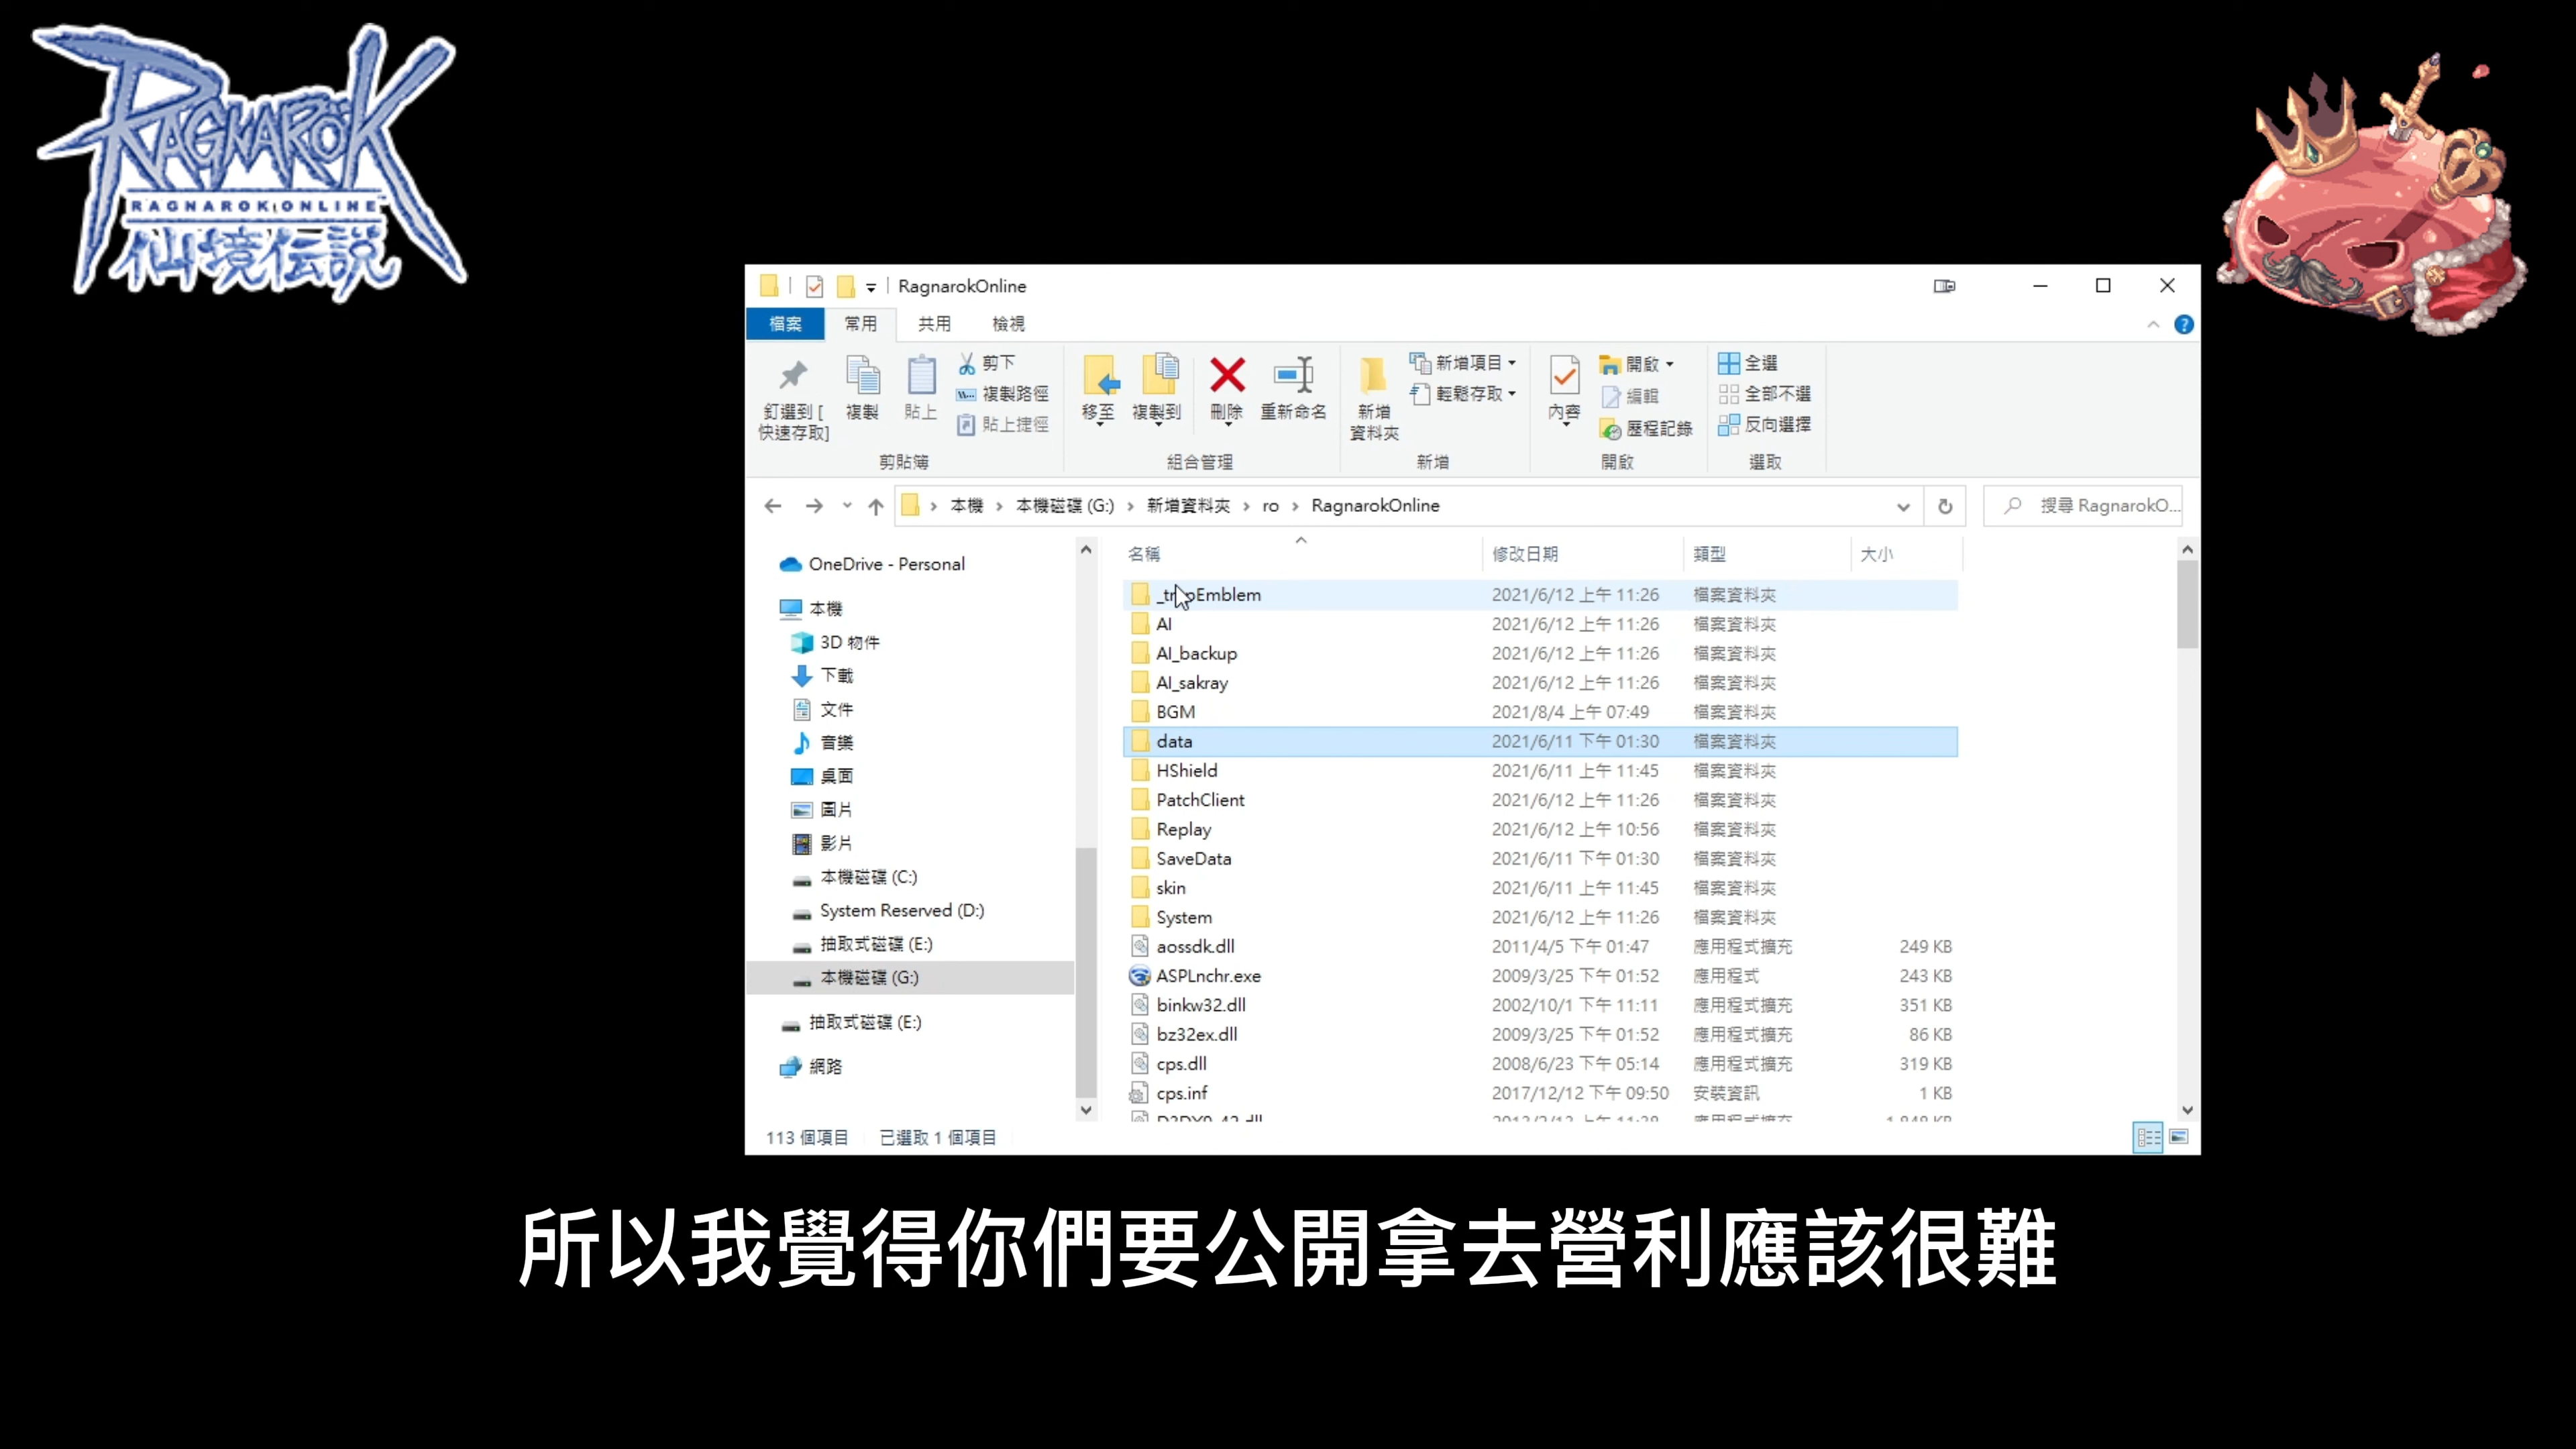 RAGNAROK
RAGNAROK ONLINE
仙境伝説
RagnarokOnline
檔案 常用 共用 檢視
釘選到 [
快速存取]
複製
貼上
剪下
複製路徑
貼上捷徑
剪貼簿
移至
複製到
刪除
重新命名
組合管理
新增
資料夾
新增項目
輕鬆存取
新增
內容
開啟
編輯
歷程記錄
開啟
全選
全部不選
反向選擇
選取
本機 › 本機磁碟 (G:) › 新增資料夾 › ro › RagnarokOnline
搜尋 RagnarokO...
OneDrive - Personal
本機
3D 物件
下載
文件
音樂
桌面
圖片
影片
本機磁碟 (C:)
System Reserved (D:)
抽取式磁碟 (E:)
本機磁碟 (G:)
抽取式磁碟 (E:)
網路
名稱 修改日期 類型 大小
2021/6/12 上午 11:26 檔案資料夾
AI 2021/6/12 上午 11:26 檔案資料夾
AI_backup 2021/6/12 上午 11:26 檔案資料夾
AI_sakray 2021/6/12 上午 11:26 檔案資料夾
BGM 2021/8/4 上午 07:49 檔案資料夾
data 2021/6/11 下午 01:30 檔案資料夾
HShield 2021/6/11 上午 11:45 檔案資料夾
PatchClient 2021/6/12 上午 11:26 檔案資料夾
Replay 2021/6/12 上午 10:56 檔案資料夾
SaveData 2021/6/11 下午 01:30 檔案資料夾
skin 2021/6/11 上午 11:45 檔案資料夾
System 2021/6/12 上午 11:26 檔案資料夾
aossdk.dll 2011/4/5 下午 01:47 應用程式擴充 249 KB
ASPLnchr.exe 2009/3/25 下午 01:52 應用程式 243 KB
binkw32.dll 2002/10/1 下午 11:11 應用程式擴充 351 KB
bz32ex.dll 2009/3/25 下午 01:52 應用程式擴充 86 KB
cps.dll 2008/6/23 下午 05:14 應用程式擴充 319 KB
cps.inf 2017/12/12 下午 09:50 安裝資訊 1 KB
113 個項目 已選取 1 個項目
所以我覺得你們要公開拿去營利應該很難